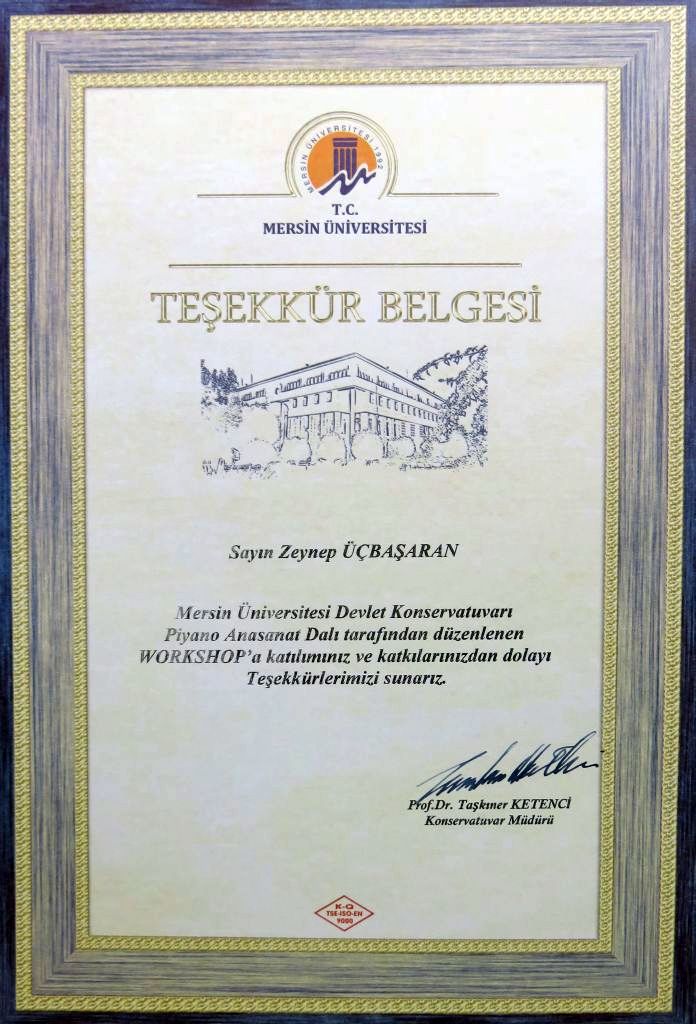 MERSİN ÜNİVERSİTESİ 1992
T.C.
MERSİN ÜNİVERSİTESİ
TEŞEKKÜR BELGESİ
Sayın Zeynep ÜÇBAŞARAN
Mersin Üniversitesi Devlet Konservatuvarı
Piyano Anasanat Dalı tarafından düzenlenen
WORKSHOP'a katılımınız ve katkılarınızdan dolayı
Teşekkürlerimizi sunarız.
Prof.Dr. Taşkıner KETENCİ
Konservatuvar Müdürü
K-Q
TSE-ISO-EN
9000